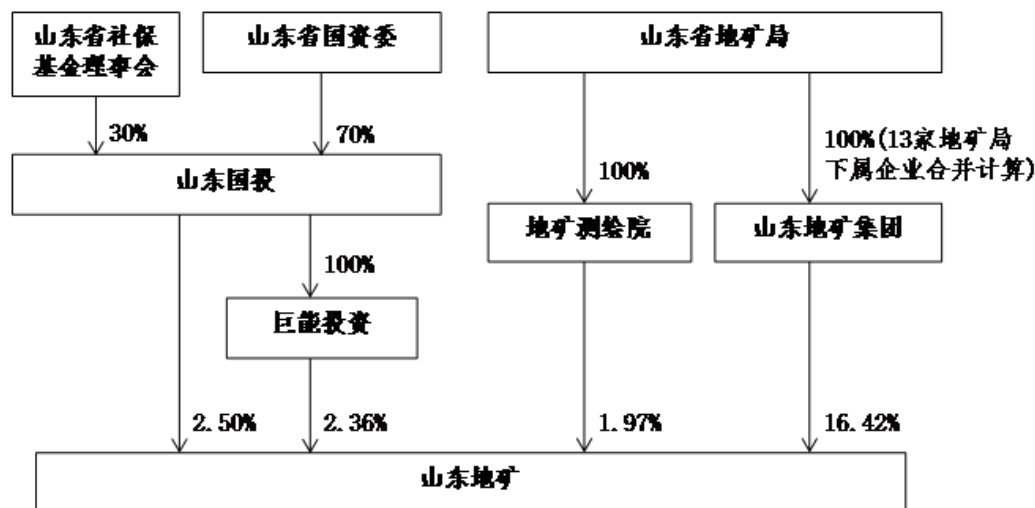 山东省社保
基金理事会
山东省国资委
山东省地矿局
30%
70%
100%(13家地矿局
下属企业合并计算)
山东国投
100%
地矿测绘院
山东地矿集团
100%
巨能投资
2.50%
2.36%
1.97%
16.42%
山东地矿